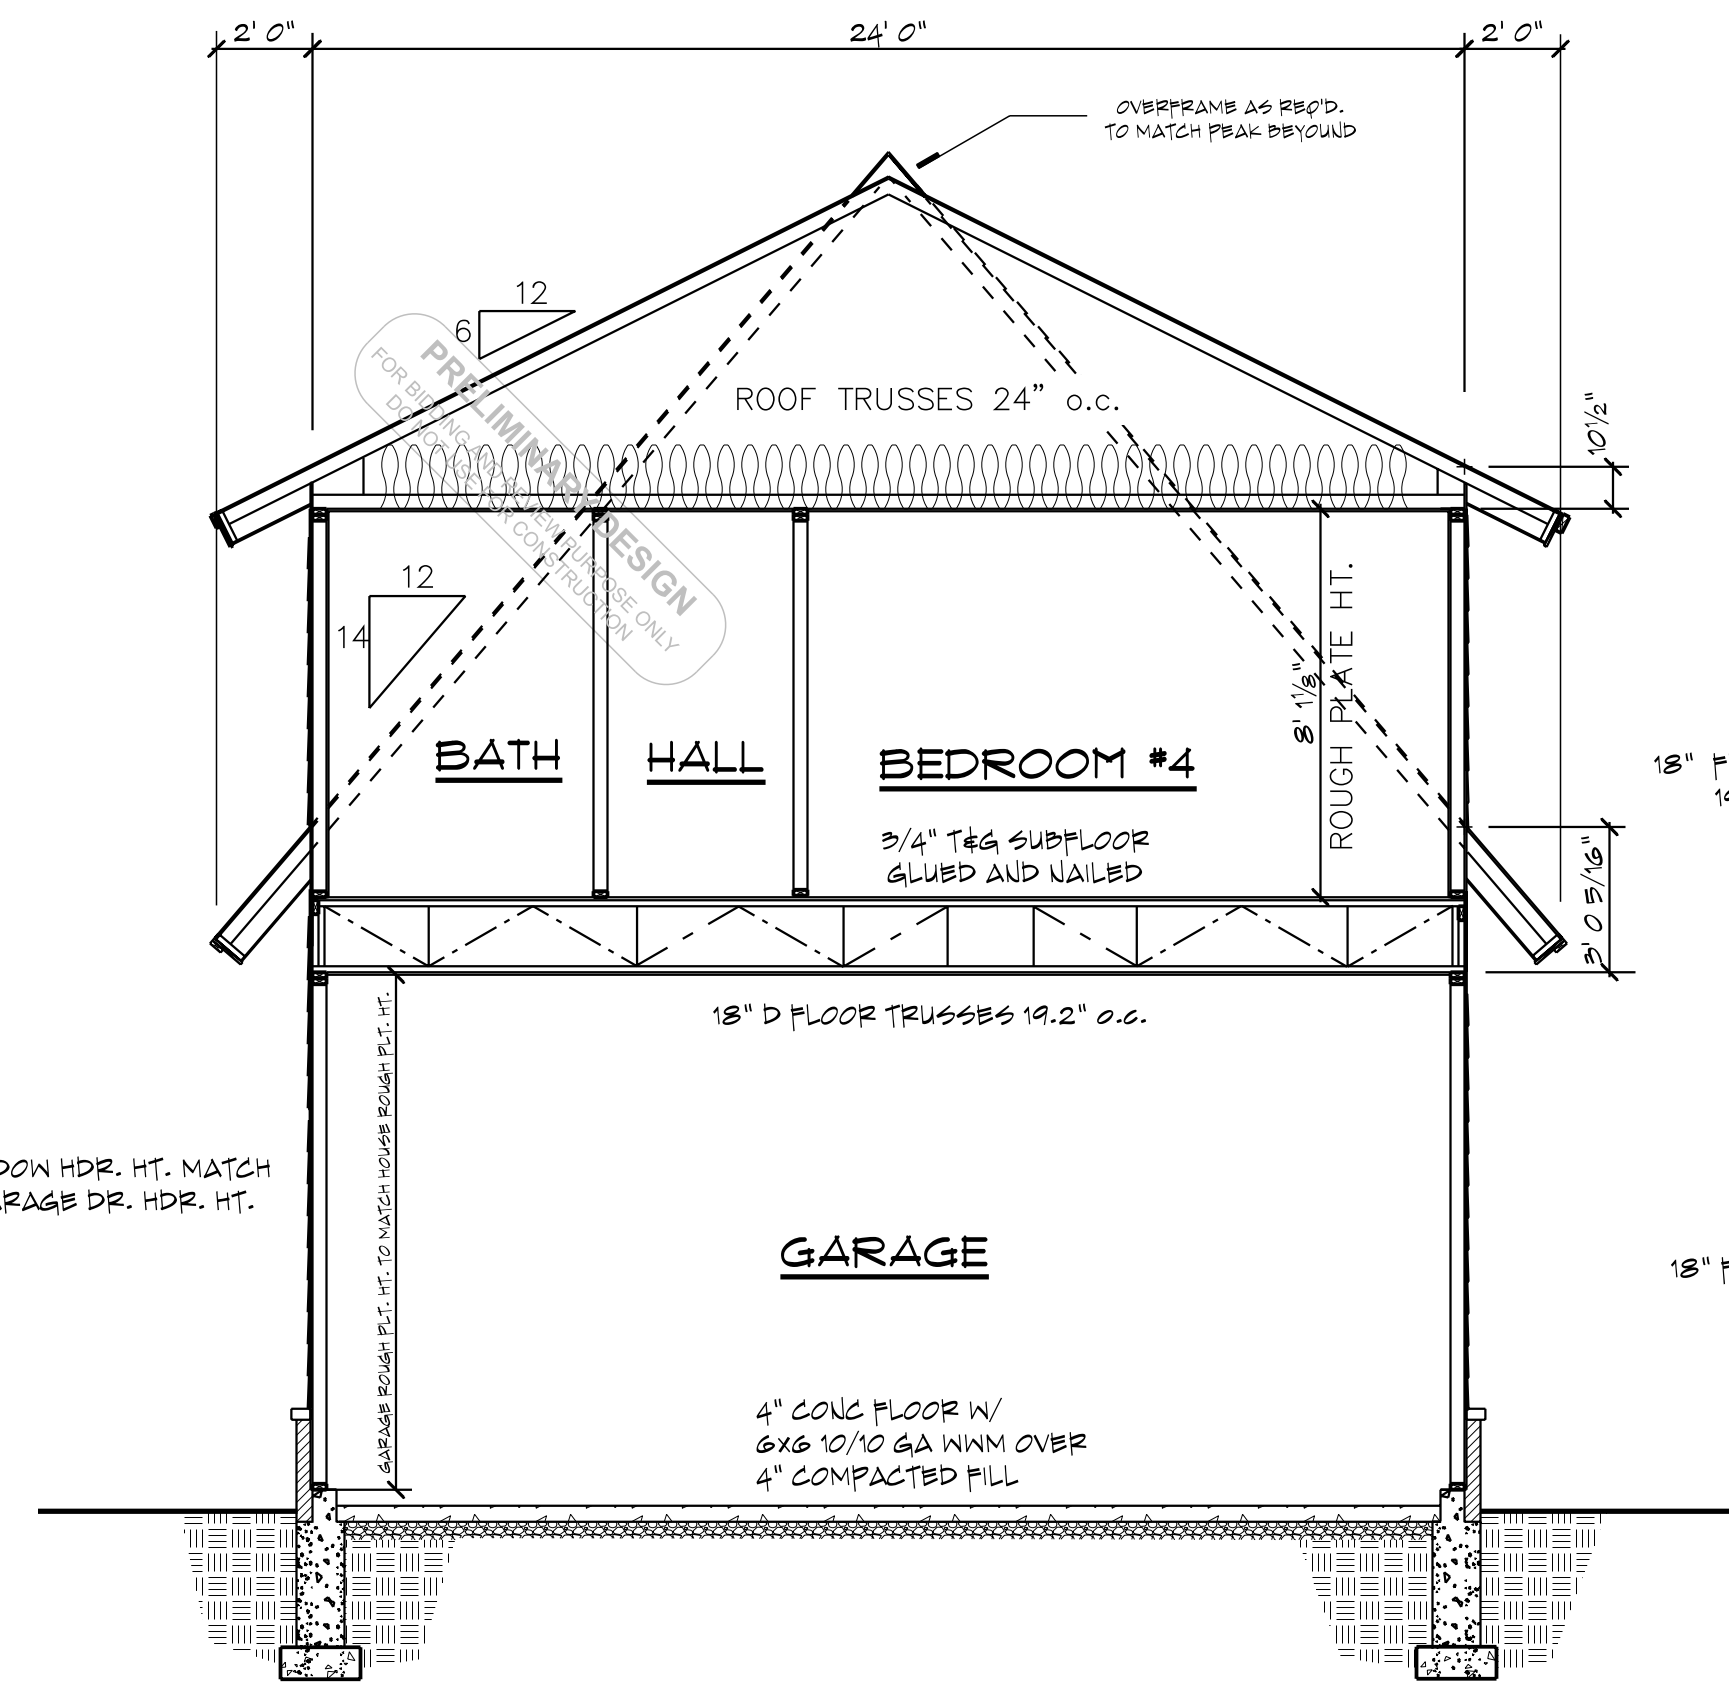 2' 0"
24' 0"
2' 0"
OVERFRAME AS REQ'D.
TO MATCH PEAK BEYOUND
12
6
PRELIMINARY DESIGN
FOR BIDDING AND REVIEW PURPOSE ONLY
DO NOT USE FOR CONSTRUCTION
ROOF TRUSSES 24” o.c.
10½"
12
14
8' 1⅛"
ROUGH PLATE HT.
BATH
HALL
BEDROOM #4
18" F
3/4" T&G SUBFLOOR
GLUED AND NAILED
3' 0 5/16"
18" D FLOOR TRUSSES 19.2" o.c.
GARAGE ROUGH PLT. HT. TO MATCH HOUSE ROUGH PLT. HT.
DOW HDR. HT. MATCH
ARAGE DR. HDR. HT.
GARAGE
18" F
4" CONC FLOOR W/
6X6 10/10 GA WWM OVER
4" COMPACTED FILL